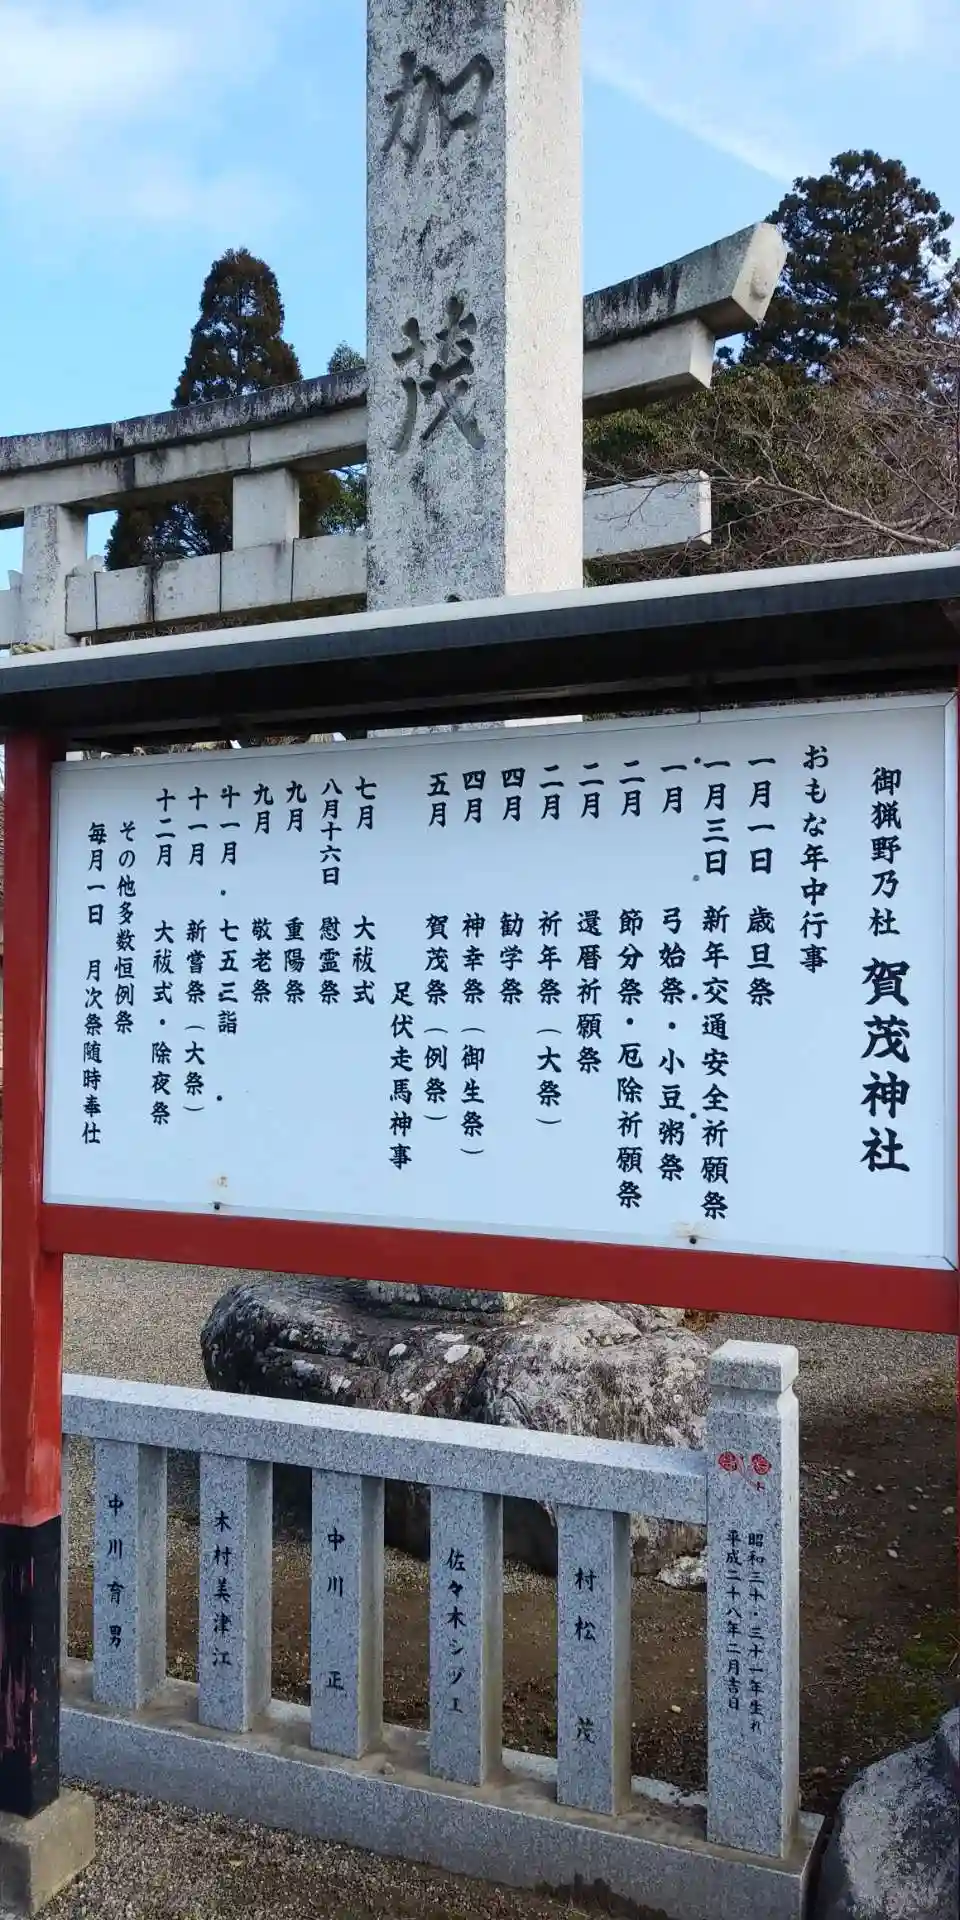 加茂
御猟野乃杜 賀茂神社
おもな年中行事
一月一日 歳旦祭
一月三日 新年交通安全祈願祭
一月 弓始祭・小豆粥祭
二月 節分祭・厄除祈願祭
二月 還暦祈願祭
二月 祈年祭（大祭）
四月 勧学祭
四月 神幸祭（御生祭）
五月 賀茂祭（例祭）
足伏走馬神事
七月 大祓式
八月十六日 慰霊祭
九月 重陽祭
九月 敬老祭
十一月 七五三詣
十一月 新嘗祭（大祭）
十二月 大祓式・除夜祭
その他多数恒例祭
毎月一日 月次祭随時奉仕
昭和三十・三十一年生れ
平成二十八年二月吉日
村松 茂
佐々木シヅエ
中川 正
木村美津江
中川育男